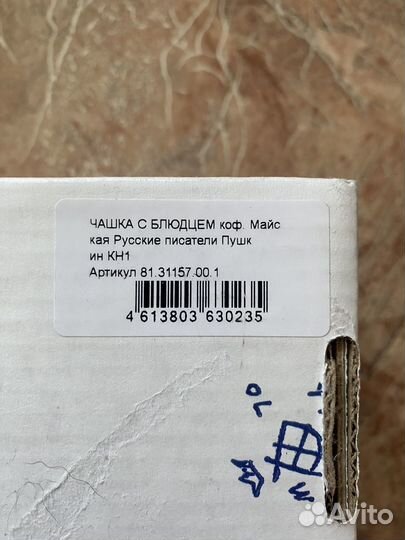 ЧАШКА С БЛЮДЦЕМ коф. Майс
кая Русские писатели Пушк
ин КН1
Артикул 81.31157.00.1
4 613803 630235
Avito